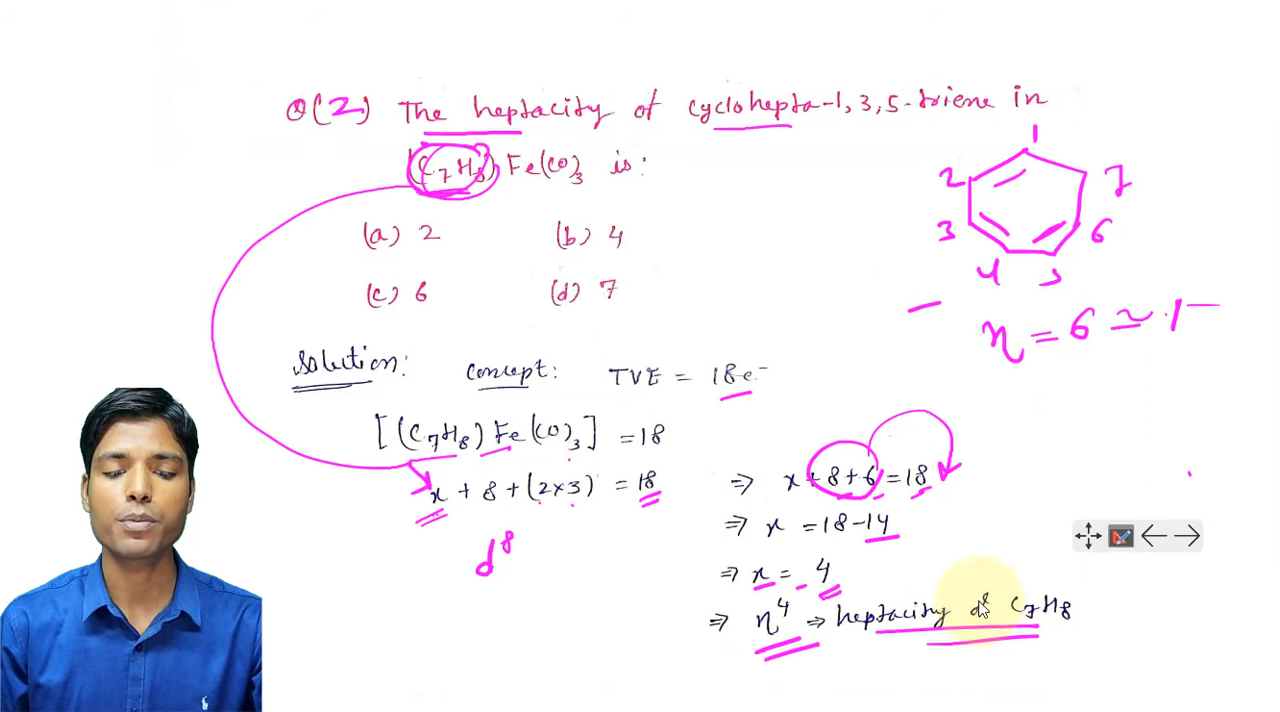 Q(2) The heptacity of cyclohepta-1,3,5-triene in
(C₇H₈)Fe(CO)₃ is:
(a) 2 (b) 4
(c) 6 (d) 7
1
2
3
4
5
6
7
η = 6 ≃
Solution: Concept: TVE = 18e⁻
[(C₇H₈)Fe(CO)₃] = 18
x + 8 + (2×3) = 18
d⁸
⇒ x + 8 + 6 = 18
⇒ x = 18 - 14
⇒ x = 4
⇒ η⁴ ⇒ heptacity of C₇H₈